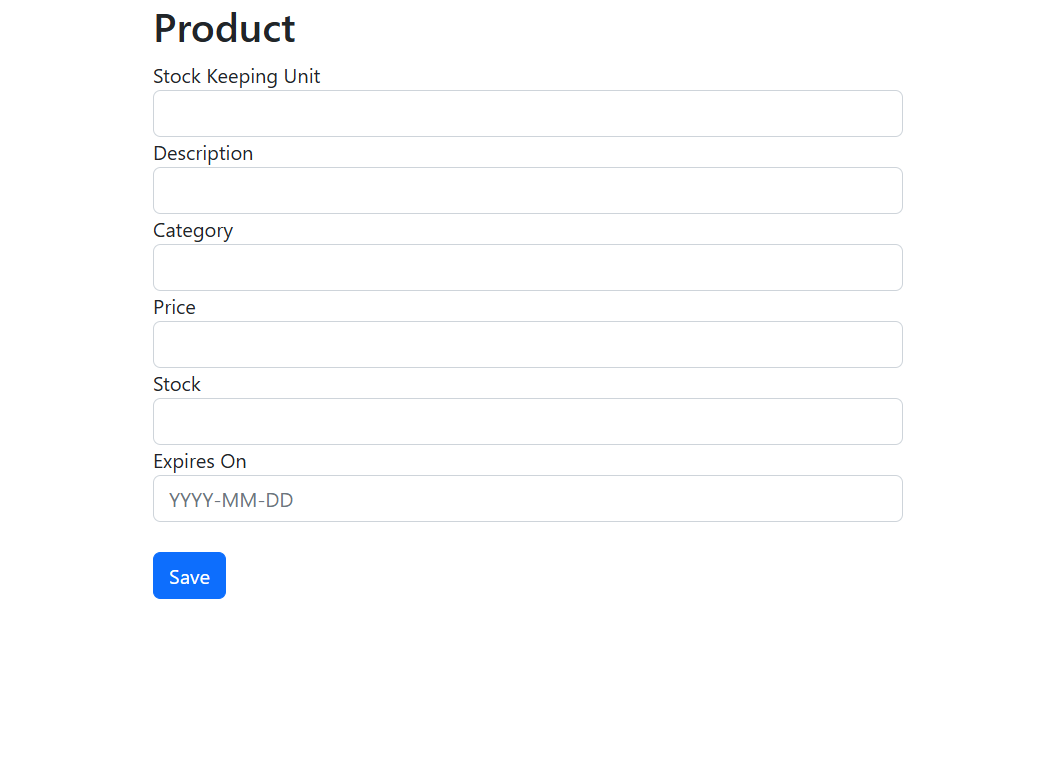 Product
Stock Keeping Unit
Description
Category
Price
Stock
Expires On
YYYY-MM-DD
Save